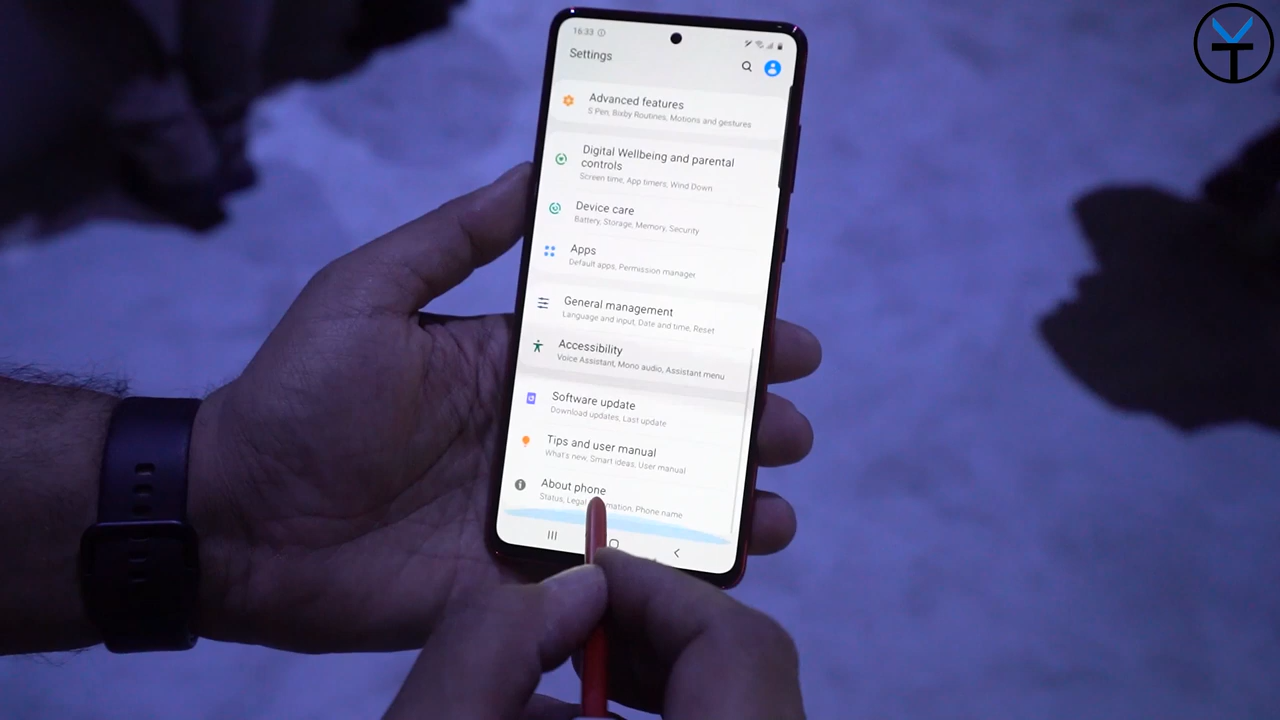 16:33
Settings
Advanced features
S Pen, Bixby Routines, Motions and gestures
Digital Wellbeing and parental
controls
Screen time, App timers, Wind Down
Device care
Battery, Storage, Memory, Security
Apps
Default apps, Permission manager
General management
Language and input, Date and time, Reset
Accessibility
Voice Assistant, Mono audio, Assistant menu
Software update
Download updates, Last update
Tips and user manual
What's new, Smart ideas, User manual
About phone
Status, Legal Phone name